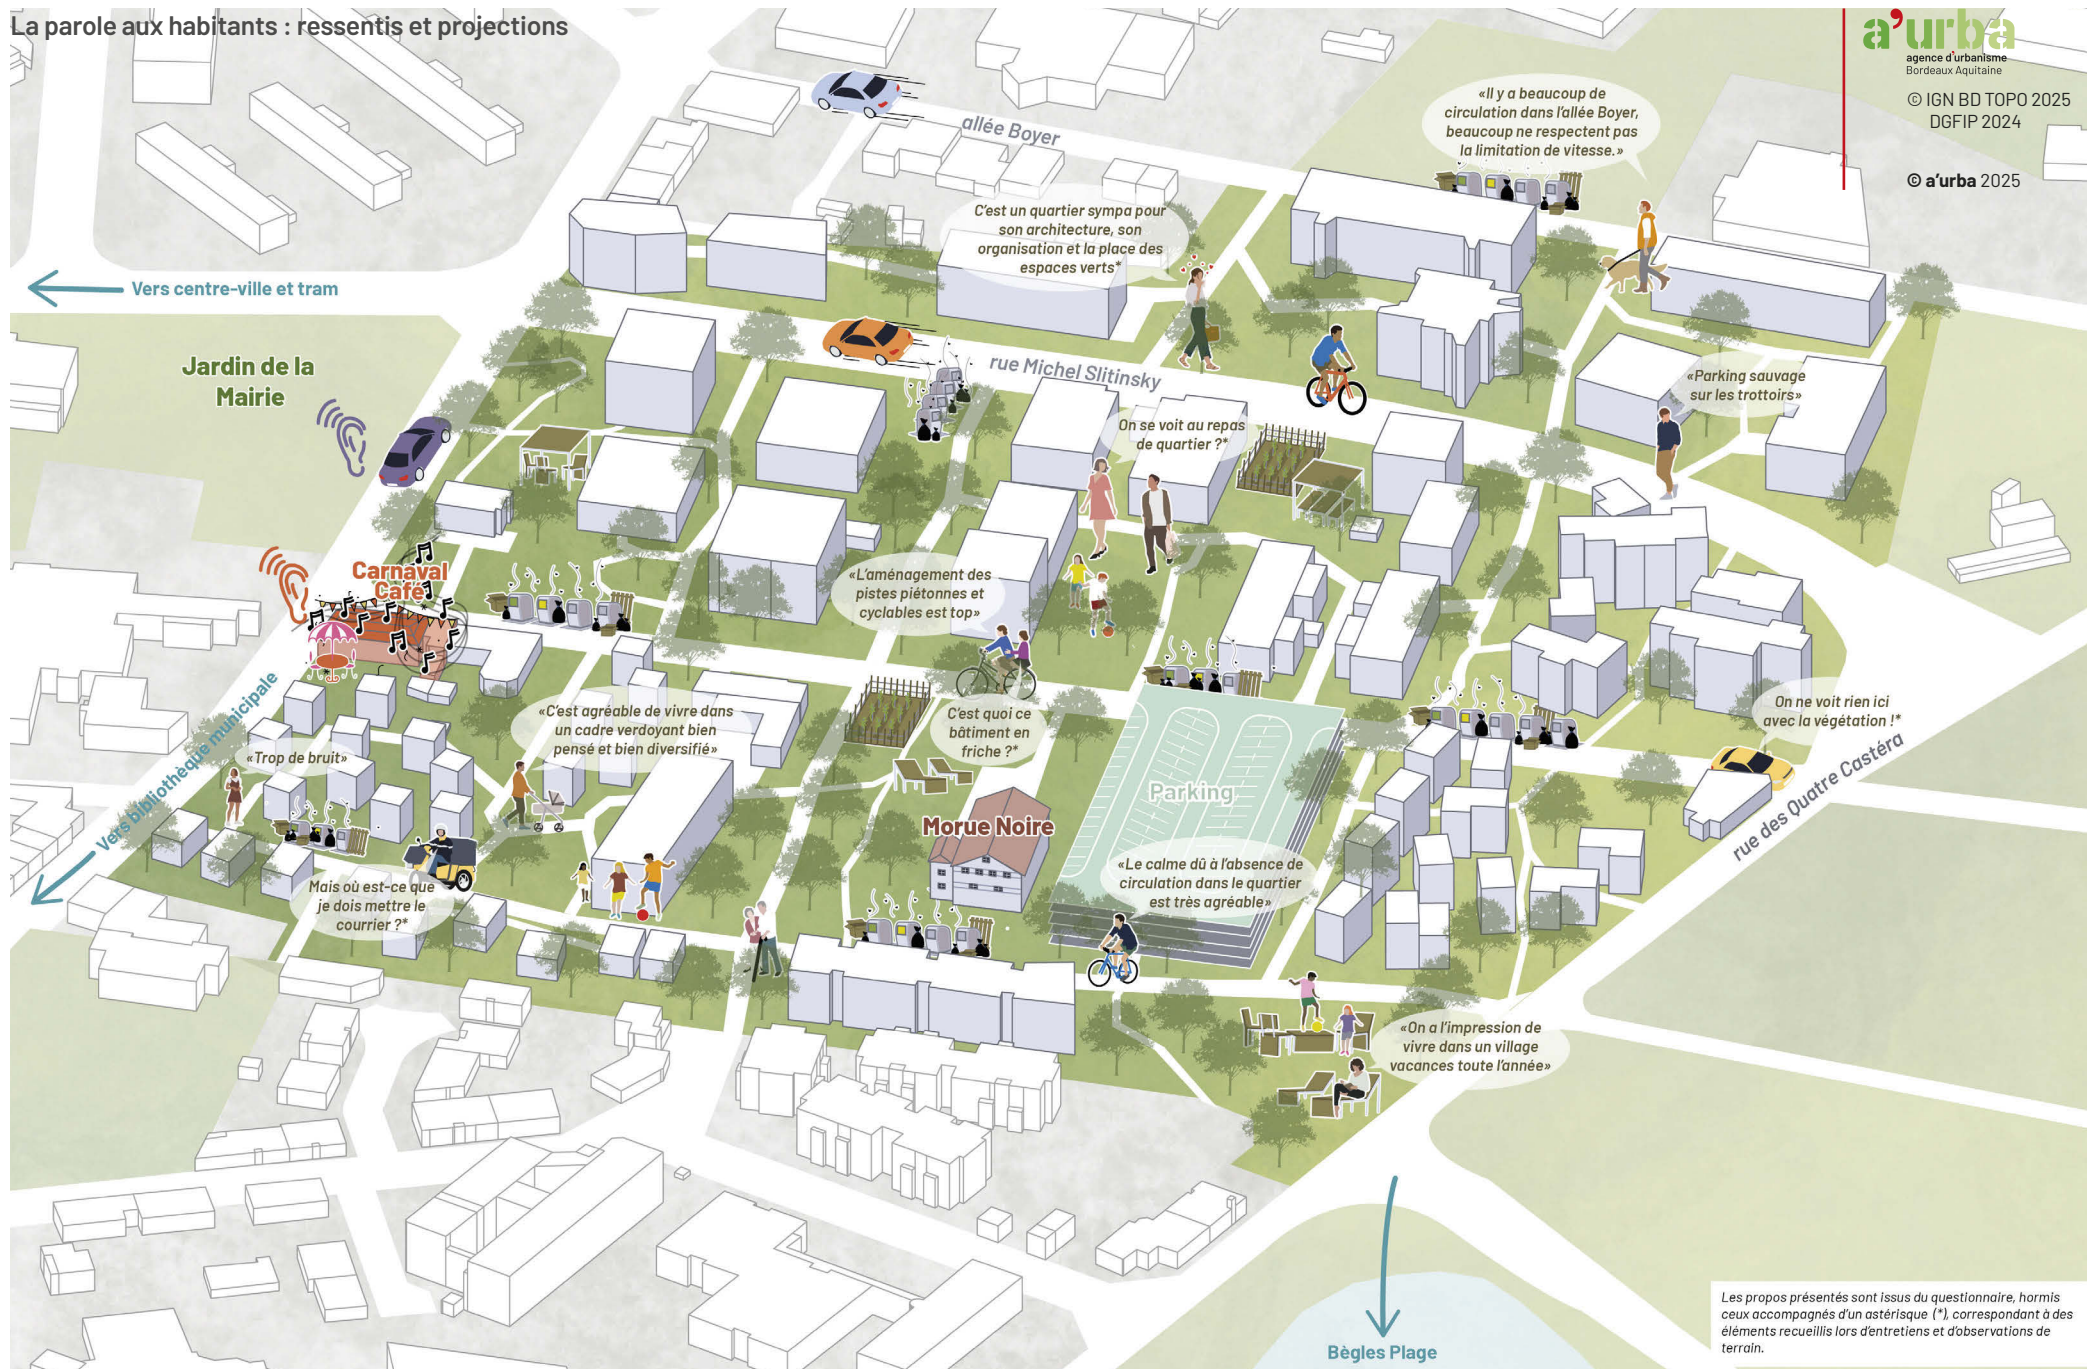 La parole aux habitants : ressentis et projections
a'urba
agence d'urbanisme
Bordeaux Aquitaine
© IGN BD TOPO 2025
DGFIP 2024
© a'urba 2025
allée Boyer
«Il y a beaucoup de
circulation dans l'allée Boyer,
beaucoup ne respectent pas
la limitation de vitesse.»
C'est un quartier sympa pour
son architecture, son
organisation et la place des
espaces verts*
Vers centre-ville et tram
Jardin de la
Mairie
rue Michel Slitinsky
«Parking sauvage
sur les trottoirs»
On se voit au repas
de quartier ?*
Carnaval
Café
«L'aménagement des
pistes piétonnes et
cyclables est top»
Vers bibliothèque municipale
«Trop de bruit»
«C'est agréable de vivre dans
un cadre verdoyant bien
pensé et bien diversifié»
C'est quoi ce
bâtiment en
friche ?*
On ne voit rien ici
avec la végétation !*
rue des Quatre Castéra
Parking
Morue Noire
«Le calme dû à l'absence de
circulation dans le quartier
est très agréable»
Mais où est-ce que
je dois mettre le
courrier ?*
«On a l'impression de
vivre dans un village
vacances toute l'année»
Bègles Plage
Les propos présentés sont issus du questionnaire, hormis
ceux accompagnés d'un astérisque (*), correspondant à des
éléments recueillis lors d'entretiens et d'observations de
terrain.